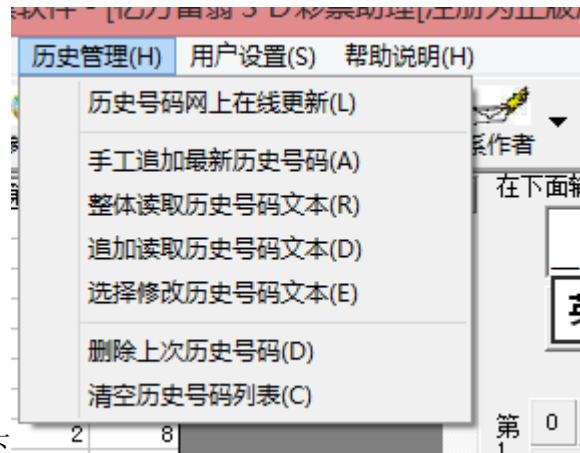 历史管理(H) 用户设置(S) 帮助说明(H)
历史号码网上在线更新(L)
手工追加最新历史号码(A)
整体读取历史号码文本(R)
追加读取历史号码文本(D)
选择修改历史号码文本(E)
删除上次历史号码(D)
清空历史号码列表(C)
系作者
在下面
2 8
第 0